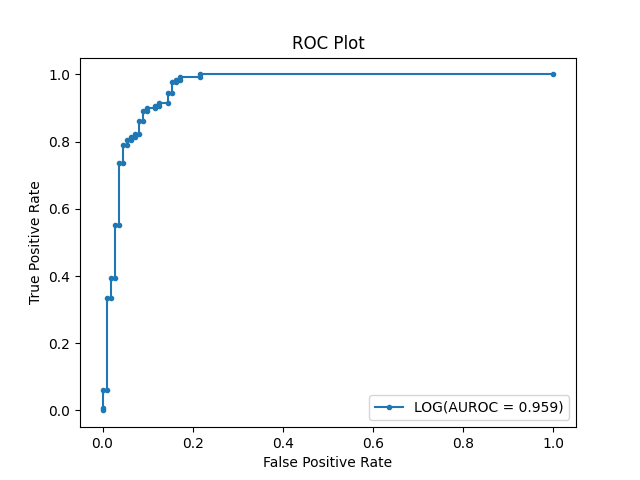 ROC Plot
True Positive Rate
1.0
0.8
0.6
0.4
0.2
0.0
LOG(AUROC = 0.959)
0.0 0.2 0.4 0.6 0.8 1.0
False Positive Rate